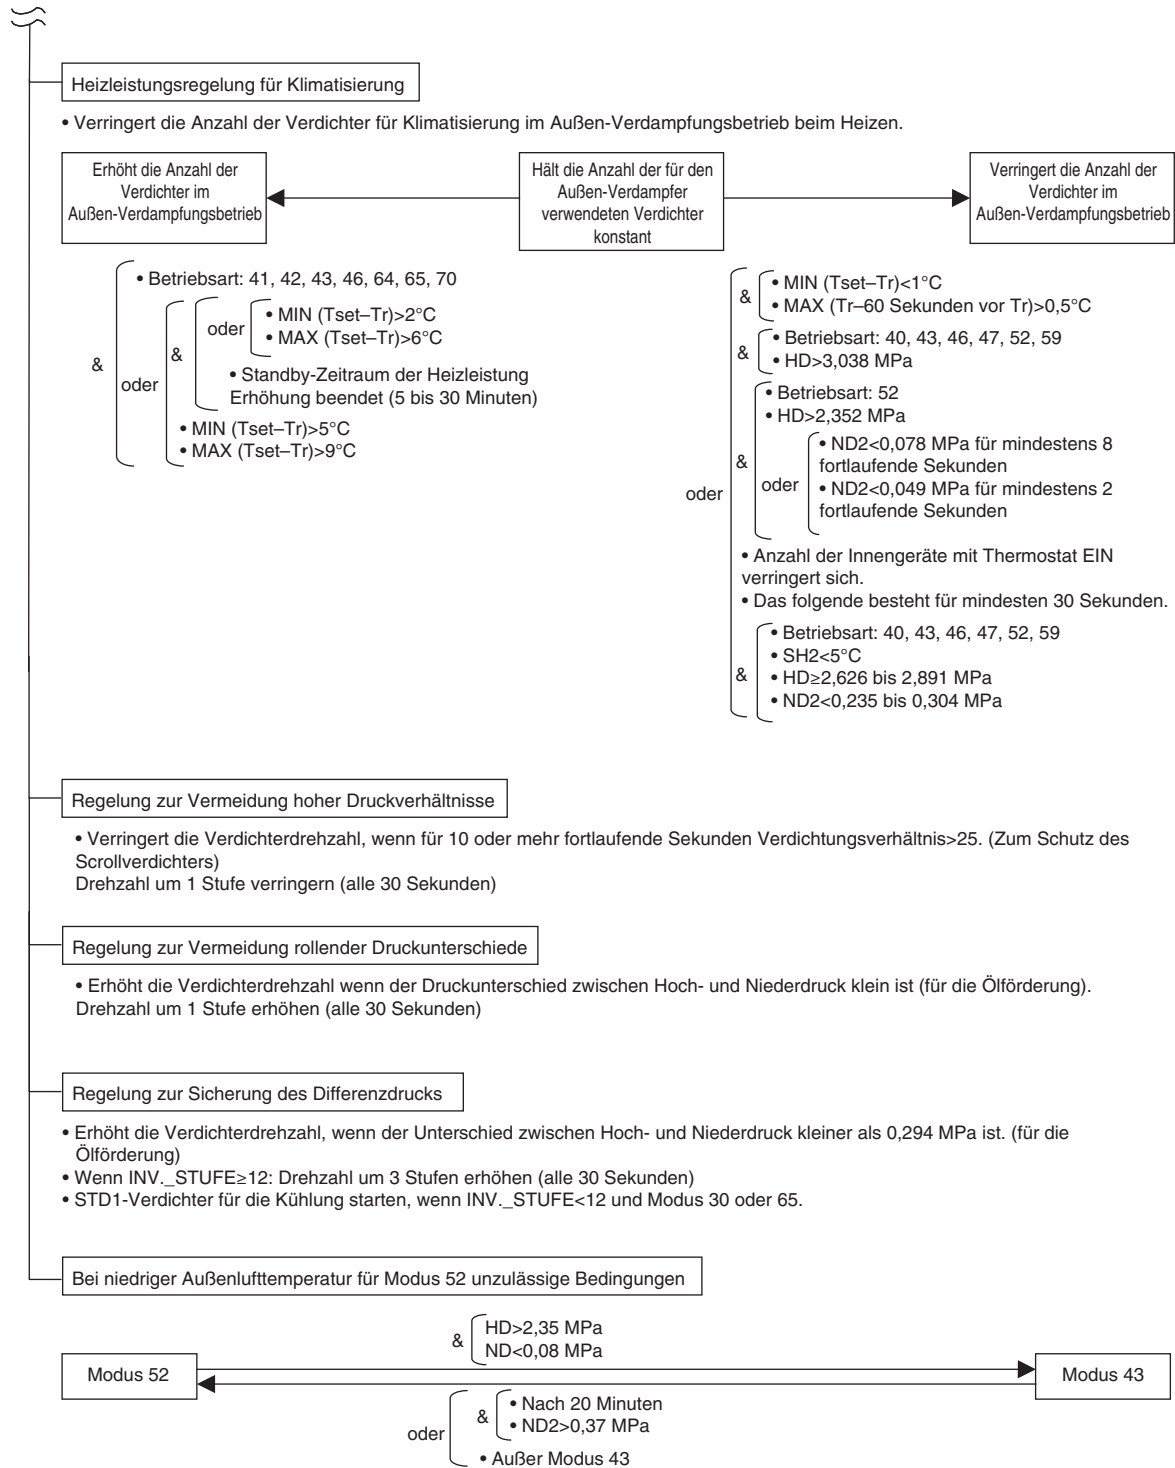 Heizleistungsregelung für Klimatisierung
• Verringert die Anzahl der Verdichter für Klimatisierung im Außen-Verdampfungsbetrieb beim Heizen.
Erhöht die Anzahl der
Verdichter im
Außen-Verdampfungsbetrieb
Hält die Anzahl der für den
Außen-Verdampfer
verwendeten Verdichter
konstant
Verringert die Anzahl der
Verdichter im
Außen-Verdampfungsbetrieb
• Betriebsart: 41, 42, 43, 46, 64, 65, 70
• MIN (Tset–Tr)>2°C
oder
• MAX (Tset–Tr)>6°C
&
&
oder
• Standby-Zeitraum der Heizleistung
Erhöhung beendet (5 bis 30 Minuten)
• MIN (Tset–Tr)>5°C
• MAX (Tset–Tr)>9°C
• MIN (Tset–Tr)<1°C
&
• MAX (Tr–60 Sekunden vor Tr)>0,5°C
• Betriebsart: 40, 43, 46, 47, 52, 59
&
• HD>3,038 MPa
• Betriebsart: 52
• HD>2,352 MPa
• ND2<0,078 MPa für mindestens 8
fortlaufende Sekunden
&
oder
• ND2<0,049 MPa für mindestens 2
fortlaufende Sekunden
oder
• Anzahl der Innengeräte mit Thermostat EIN
verringert sich.
• Das folgende besteht für mindesten 30 Sekunden.
• Betriebsart: 40, 43, 46, 47, 52, 59
• SH2<5°C
&
• HD≥2,626 bis 2,891 MPa
• ND2<0,235 bis 0,304 MPa
Regelung zur Vermeidung hoher Druckverhältnisse
• Verringert die Verdichterdrehzahl, wenn für 10 oder mehr fortlaufende Sekunden Verdichtungsverhältnis>25. (Zum Schutz des
Scrollverdichters)
Drehzahl um 1 Stufe verringern (alle 30 Sekunden)
Regelung zur Vermeidung rollender Druckunterschiede
• Erhöht die Verdichterdrehzahl wenn der Druckunterschied zwischen Hoch- und Niederdruck klein ist (für die Ölförderung).
Drehzahl um 1 Stufe erhöhen (alle 30 Sekunden)
Regelung zur Sicherung des Differenzdrucks
• Erhöht die Verdichterdrehzahl, wenn der Unterschied zwischen Hoch- und Niederdruck kleiner als 0,294 MPa ist. (für die
Ölförderung)
• Wenn INV._STUFE≥12: Drehzahl um 3 Stufen erhöhen (alle 30 Sekunden)
• STD1-Verdichter für die Kühlung starten, wenn INV._STUFE<12 und Modus 30 oder 65.
Bei niedriger Außenlufttemperatur für Modus 52 unzulässige Bedingungen
HD>2,35 MPa
&
ND<0,08 MPa
Modus 52
Modus 43
• Nach 20 Minuten
&
• ND2>0,37 MPa
oder
• Außer Modus 43